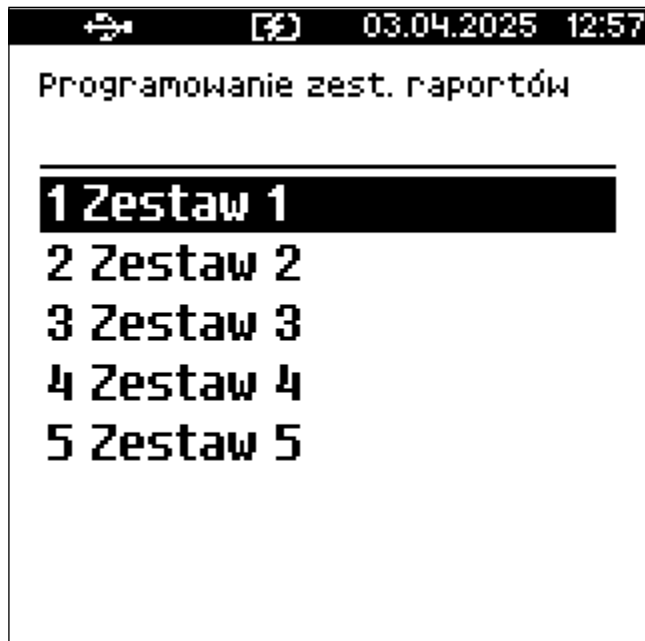 03.04.2025 12:57
Programowanie zest. raportów
1 Zestaw 1
2 Zestaw 2
3 Zestaw 3
4 Zestaw 4
5 Zestaw 5